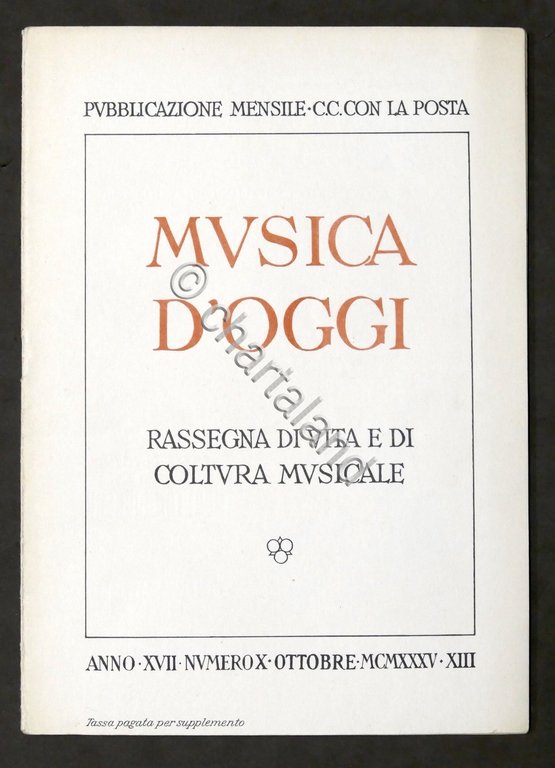 PVBBLICAZIONE MENSILE · C.C. CON LA POSTA
MVSICA
D'OGGI
© chartaland
RASSEGNA DI VITA E DI
COLTVRA MVSICALE
ANNO · XVII · NVMERO X · OTTOBRE · MCMXXXV · XIII
Tassa pagata per supplemento